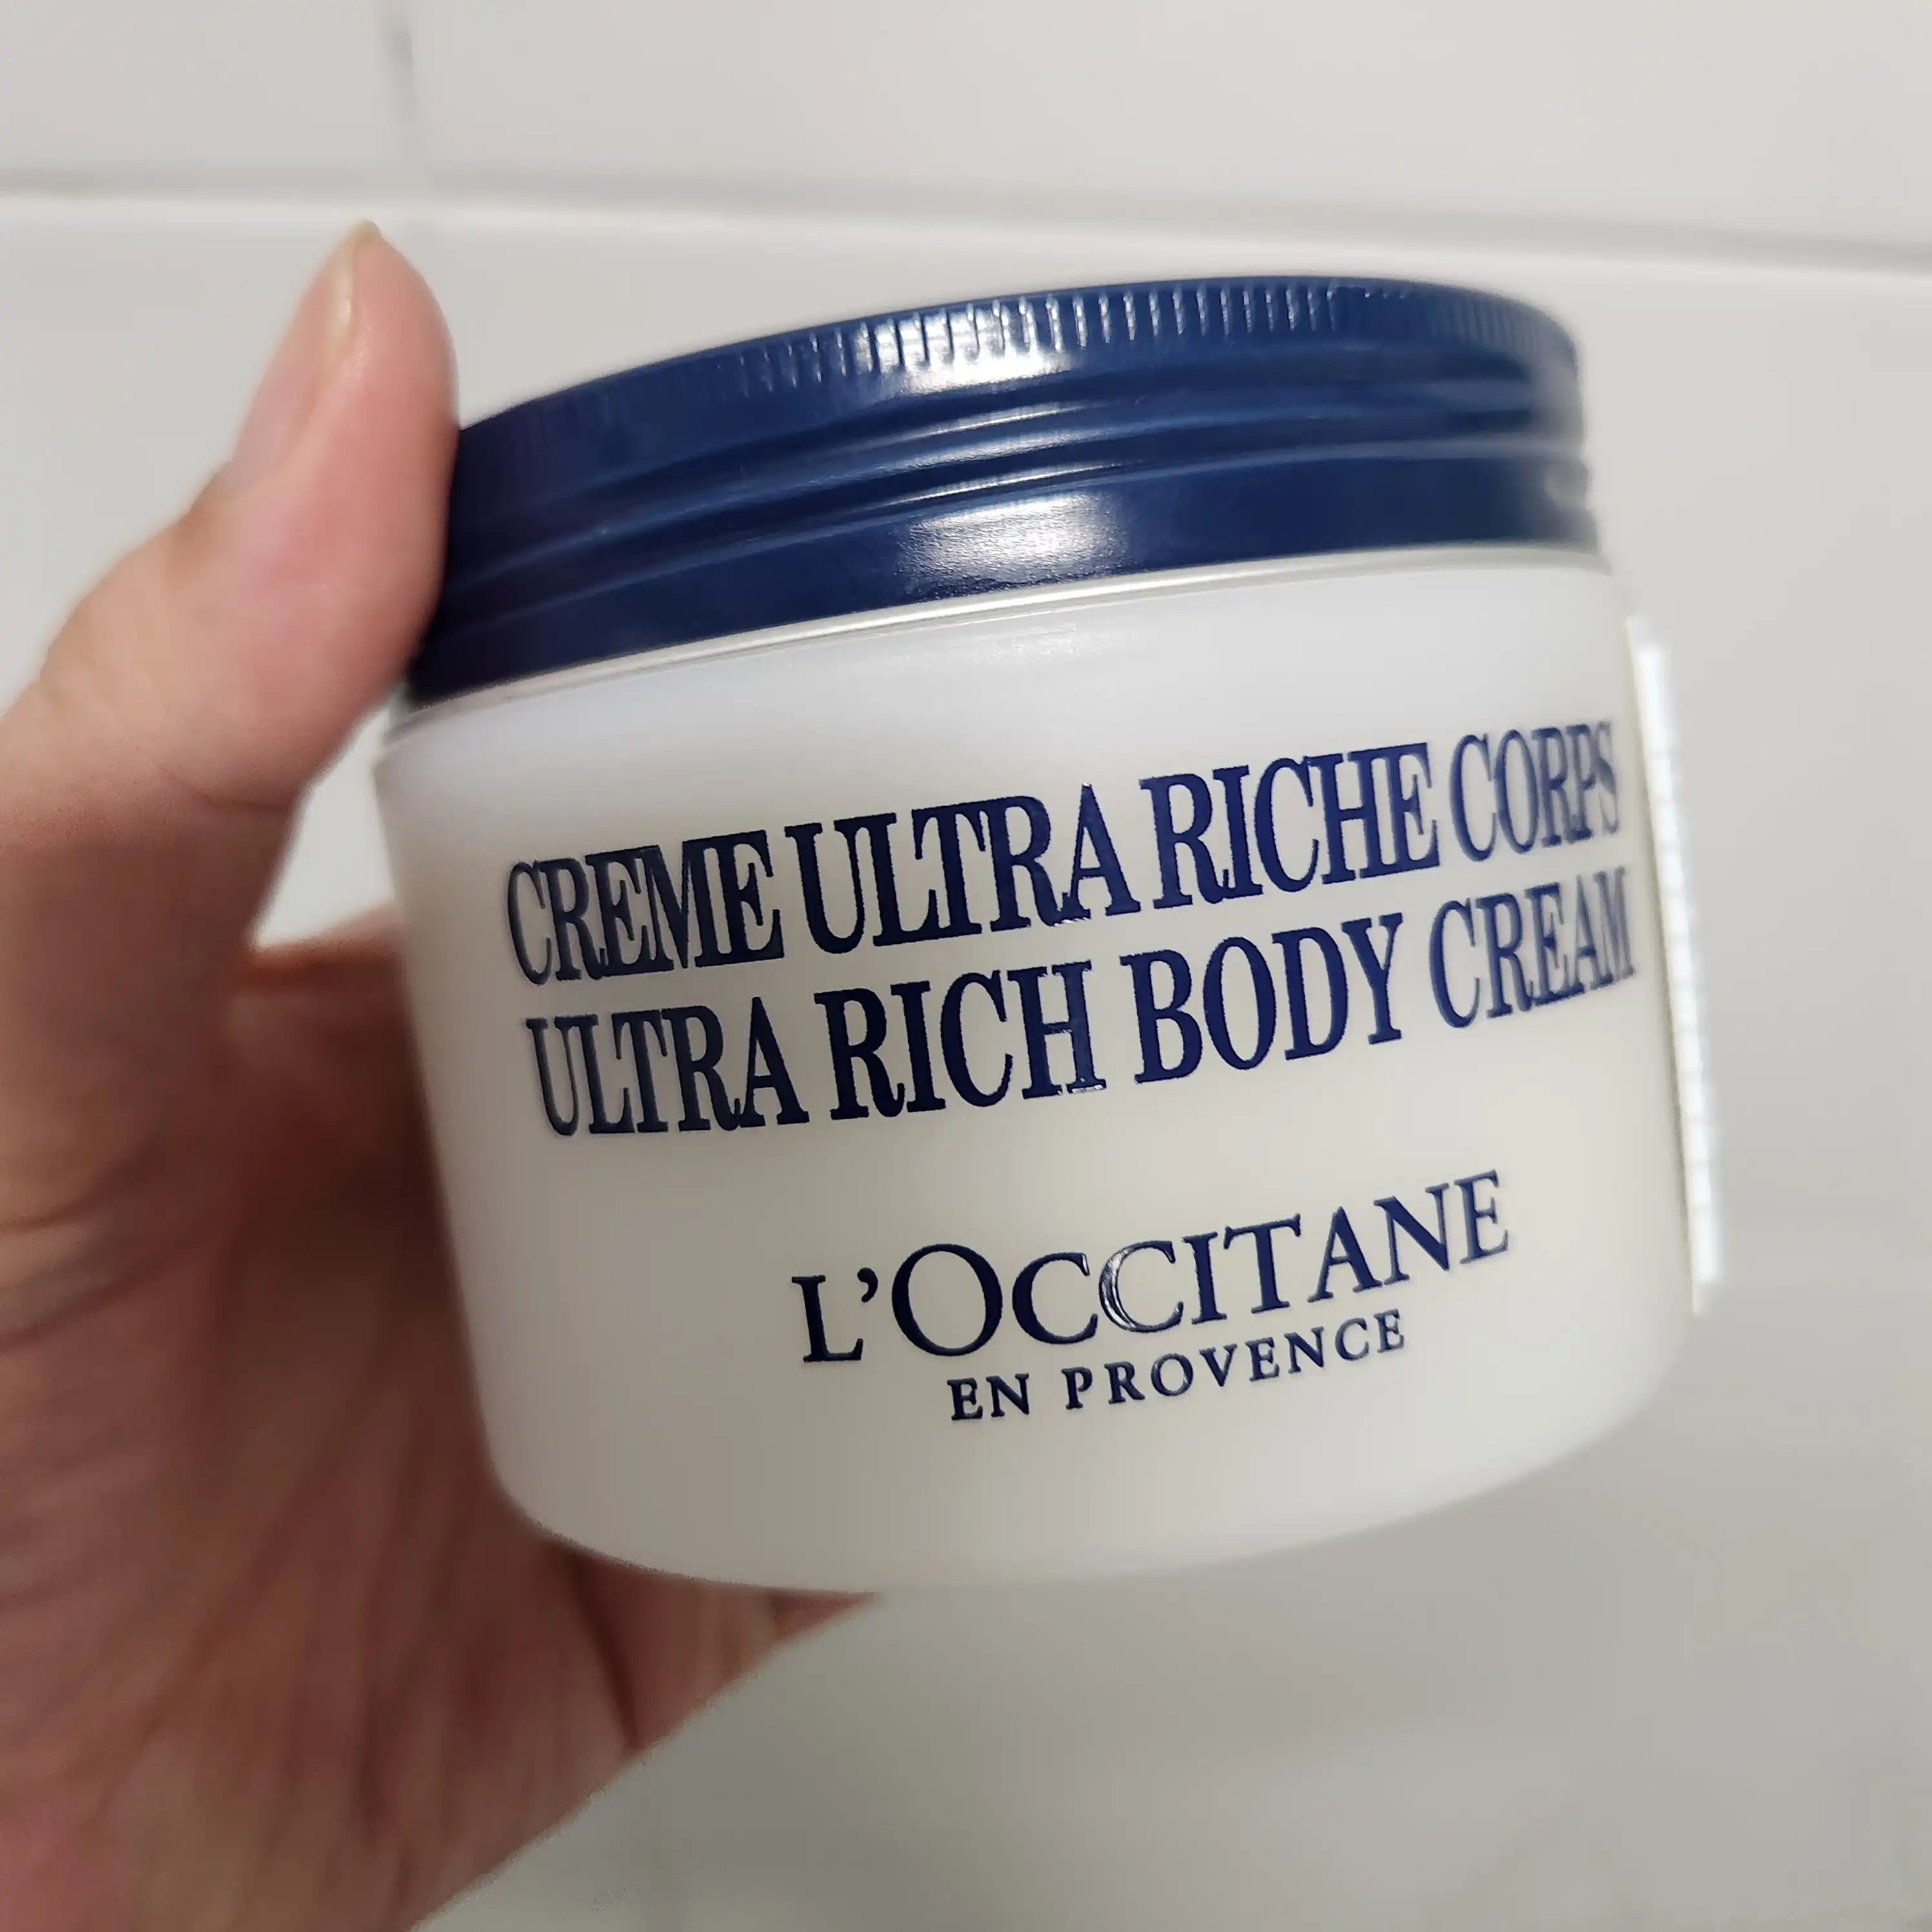 CREME ULTRA RICHE CORPS
ULTRA RICH BODY CREAM
L'OCCITANE
EN PROVENCE